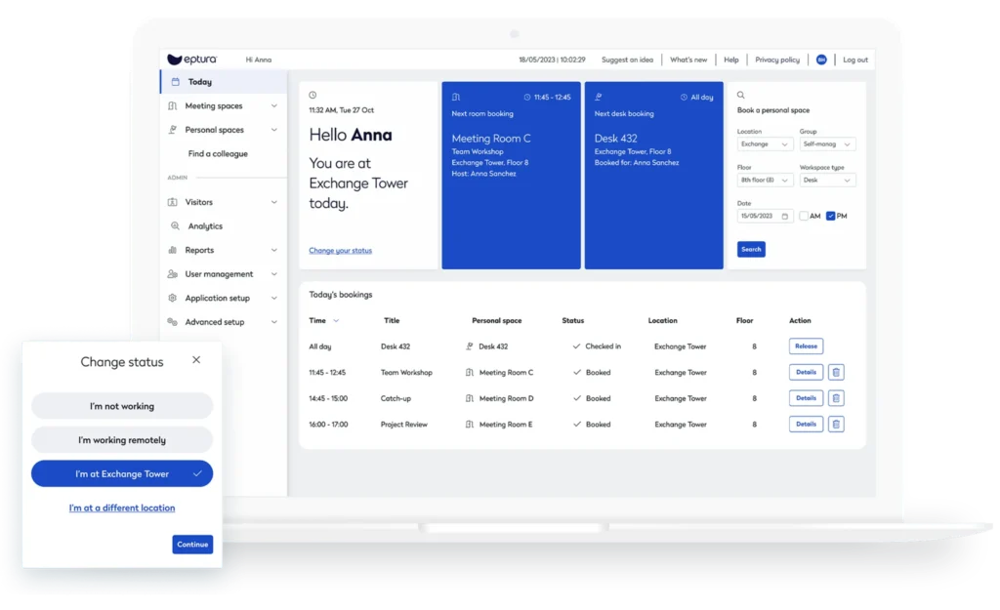 eptura
Hi Anna
18/05/2023 | 10:02:29
Suggest an idea
What's new
Help
Privacy policy
BH
Log out
Today
Meeting spaces
Personal spaces
Find a colleague
ADMIN
Visitors
Analytics
Reports
User management
Application setup
Advanced setup
11:32 AM, Tue 27 Oct
Hello Anna
You are at
Exchange Tower
today.
Change your status
11:45 - 12:45
Next room booking
Meeting Room C
Team Workshop
Exchange Tower, Floor 8
Host: Anna Sanchez
All day
Next desk booking
Desk 432
Exchange Tower, Floor 8
Booked for: Anna Sanchez
Book a personal space
Location Group
Exchange Self-manag
Floor Workspace type
8th floor (8) Desk
Date
15/05/2023 AM PM
Search
Today's bookings
Time Title Personal space Status Location Floor Action
All day Desk 432 Desk 432 Checked in Exchange Tower 8 Release
11:45 - 12:45 Team Workshop Meeting Room C Booked Exchange Tower 8 Details
14:45 - 15:00 Catch-up Meeting Room D Booked Exchange Tower 8 Details
16:00 - 17:00 Project Review Meeting Room E Booked Exchange Tower 8 Details
Change status
I'm not working
I'm working remotely
I'm at Exchange Tower
I'm at a different location
Continue